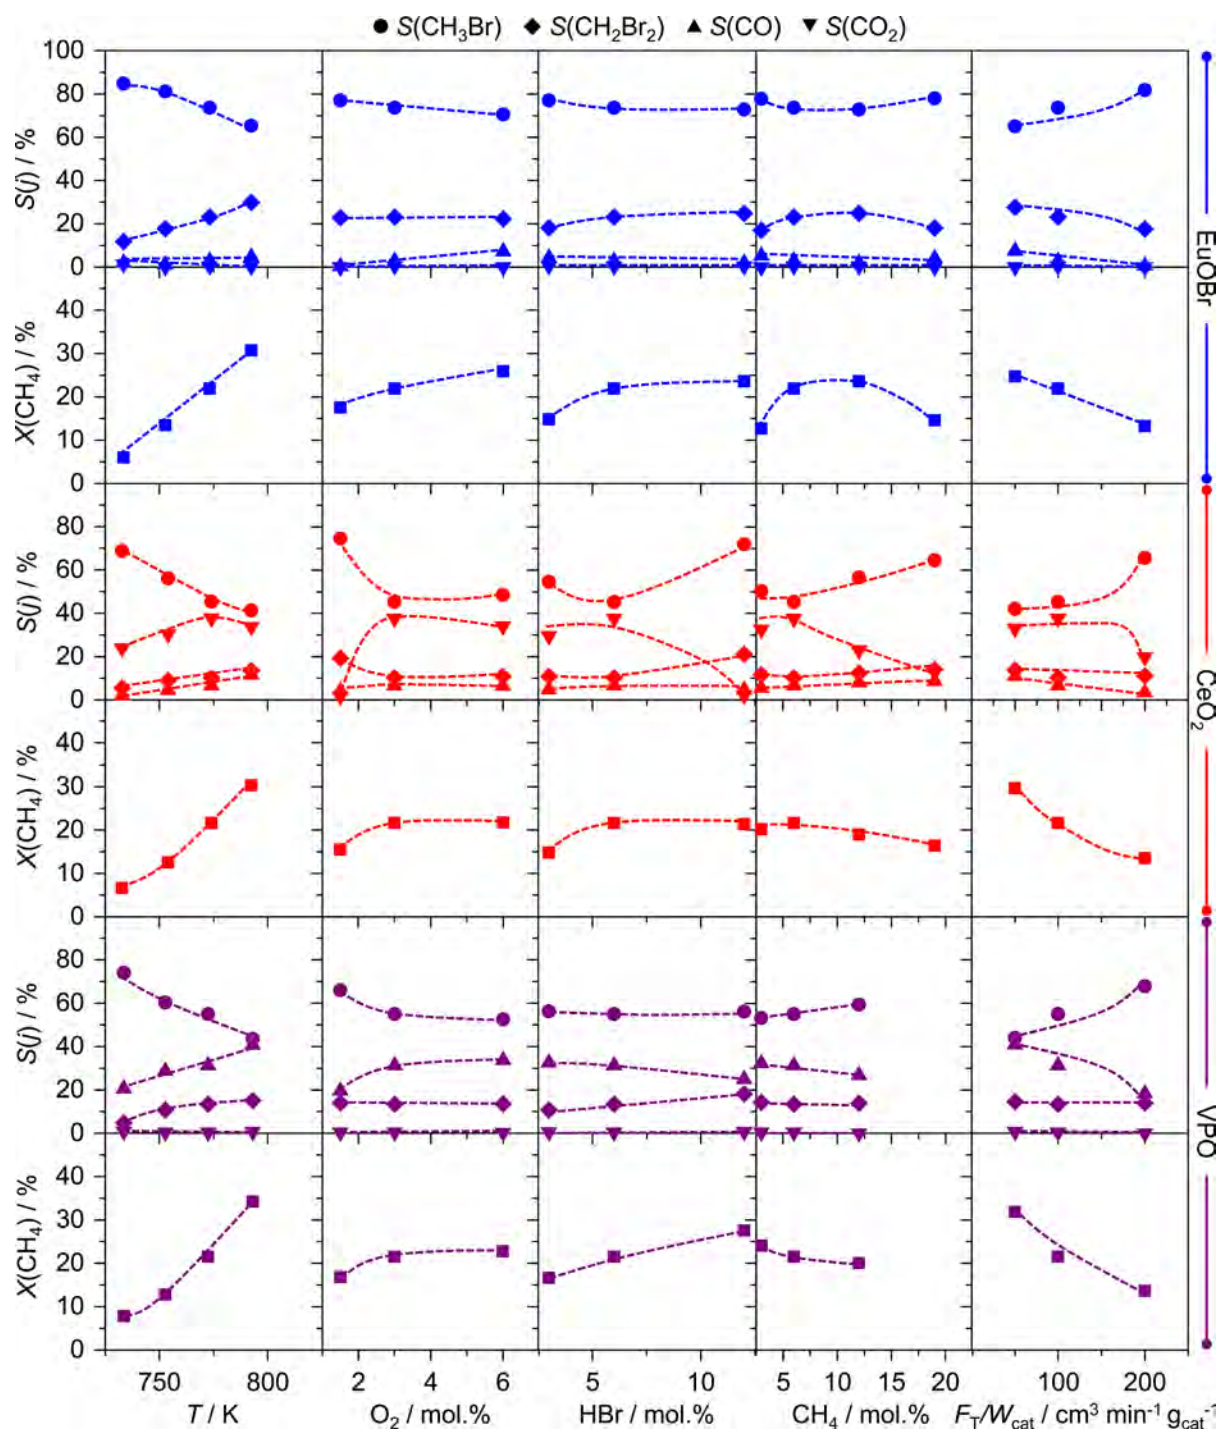 ● S(CH₃Br) ◆ S(CH₂Br₂) ▲ S(CO) ▼ S(CO₂)
100
80
60
40
20
0
S(j) / %
40
30
20
10
0
X(CH₄) / %
EuOBr
80
60
40
20
0
S(j) / %
40
30
20
10
0
X(CH₄) / %
CeO₂
80
60
40
20
0
S(j) / %
40
30
20
10
0
X(CH₄) / %
VPO
750 800 2 4 6 5 10 5 10 15 20 100 200
T / K O₂ / mol.% HBr / mol.% CH₄ / mol.% F_T/W_cat / cm³ min⁻¹ g_cat⁻¹